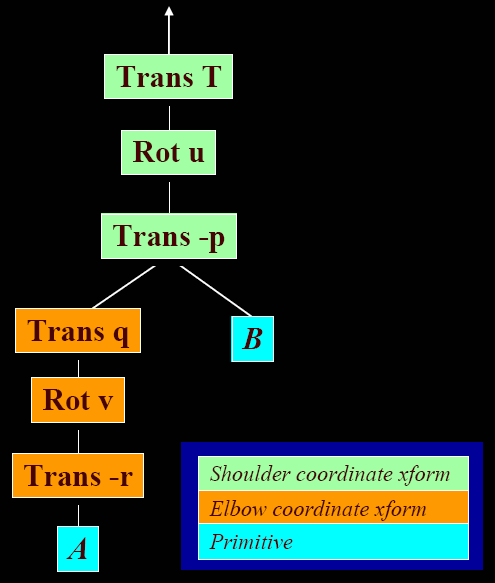 Trans T
Rot u
Trans -p
Trans q
B
Rot v
Trans -r
A
Shoulder coordinate xform
Elbow coordinate xform
Primitive